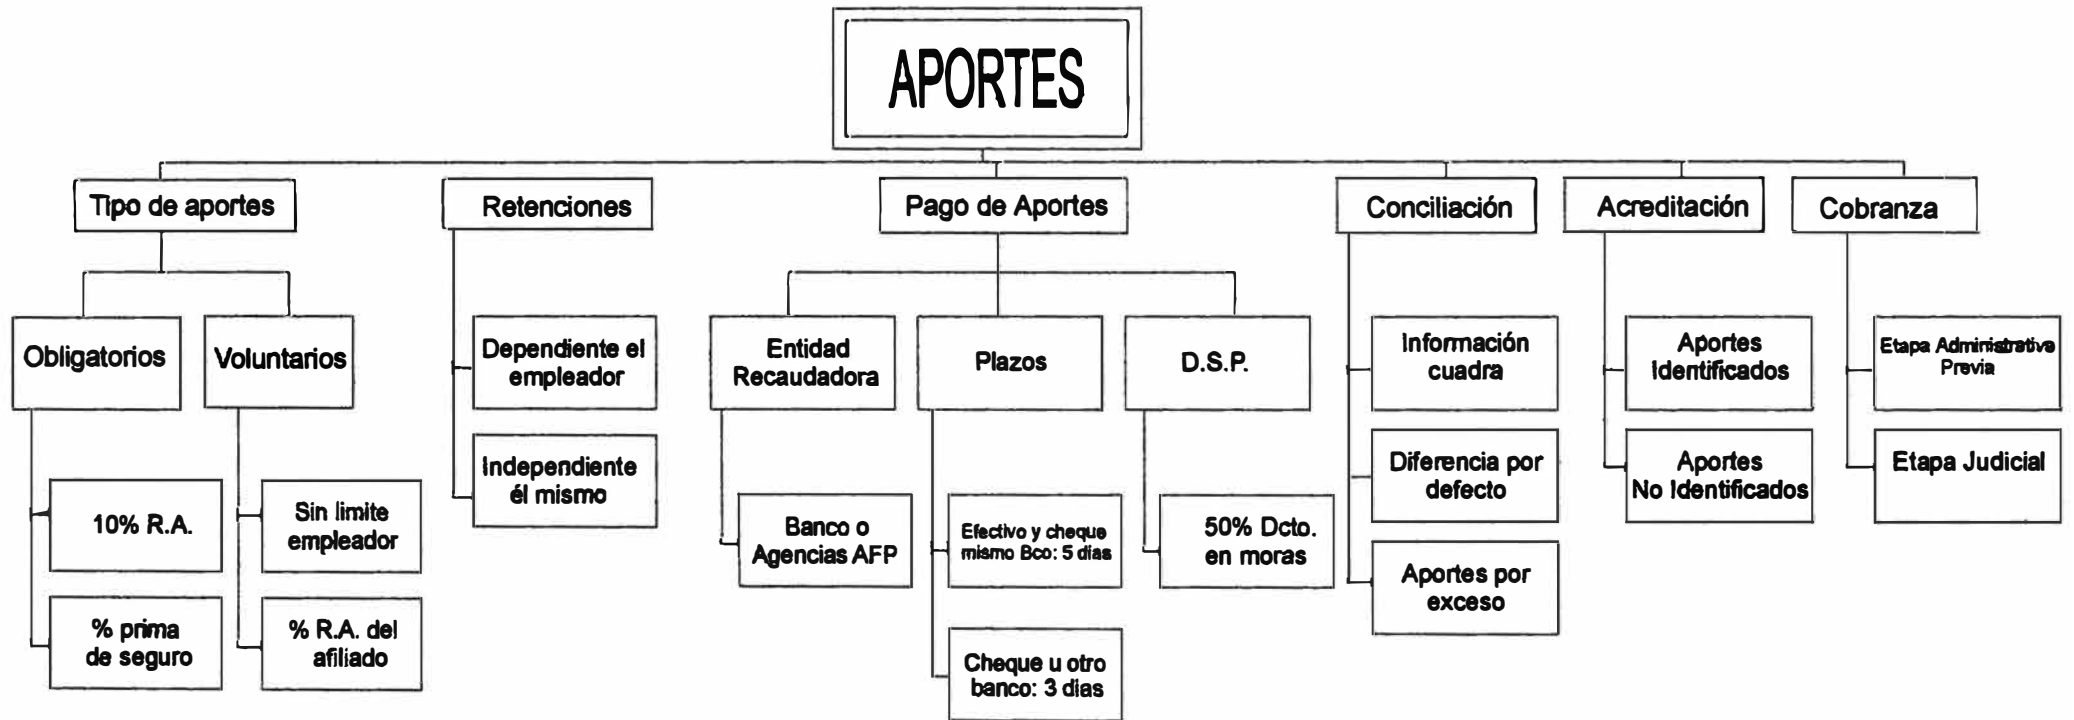 APORTES
Tipo de aportes
Retenciones
Pago de Aportes
Conciliación
Acreditación
Cobranza
Obligatorios
Voluntarios
Dependiente el
empleador
Entidad
Recaudadora
Plazos
D.S.P.
Información
cuadra
Aportes
Identificados
Etapa Administrativa
Previa
Independiente
él mismo
Diferencia por
defecto
Aportes
No Identificados
Etapa Judicial
10% R.A.
Sin limite
empleador
Banco o
Agencias AFP
Efectivo y cheque
mismo Bco: 5 días
50% Dcto.
en moras
Aportes por
exceso
% prima
de seguro
% R.A. del
afiliado
Cheque u otro
banco: 3 días